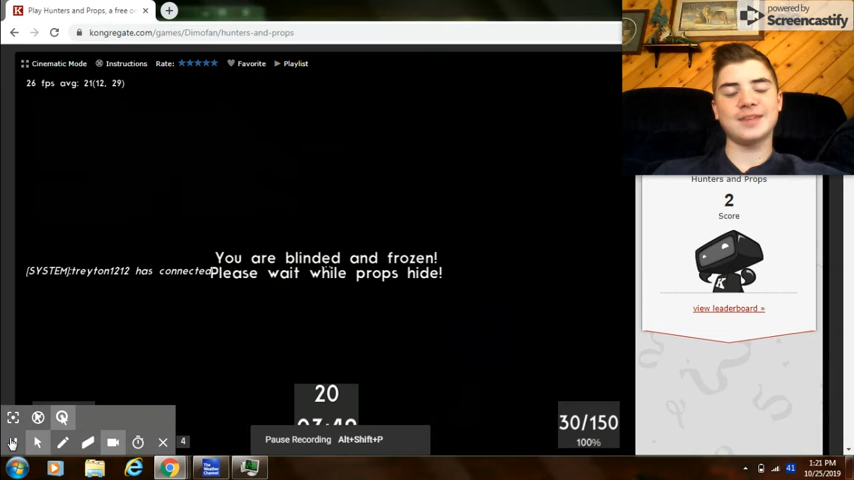 Play Hunters and Props, a free o
powered by
Screencastify
kongregate.com/games/Dimofan/hunters-and-props
Cinematic Mode
Instructions
Rate:
Favorite
Playlist
26 fps avg: 21(12, 29)
Hunters and Props
2
Score
K
view leaderboard »
You are blinded and frozen!
[SYSTEM]:treyton1212 has connected
Please wait while props hide!
20
30/150
100%
Pause Recording Alt+Shift+P
4
The Weather Channel
41
1:21 PM
10/25/2019